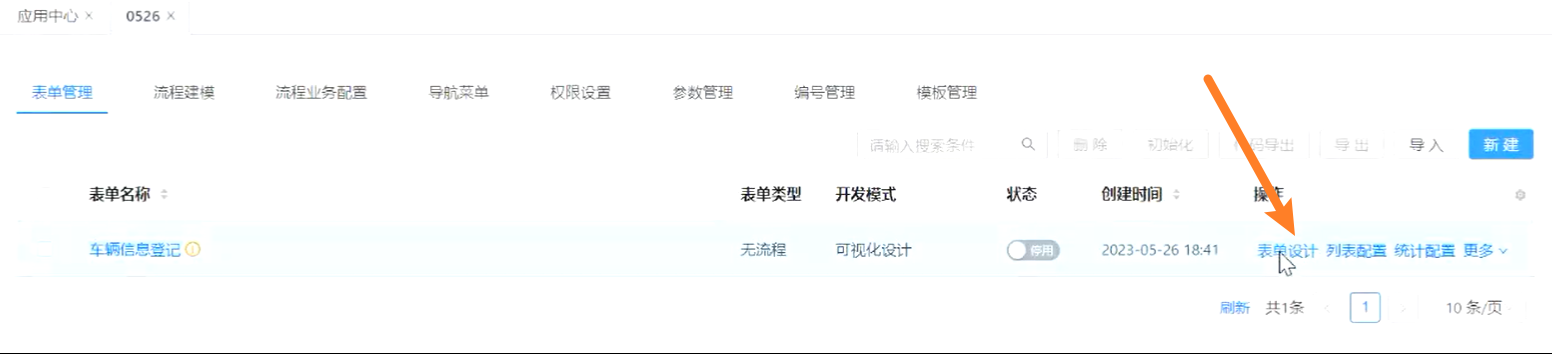 应用中心 × 0526 ×
表单管理 流程建模 流程业务配置 导航菜单 权限设置 参数管理 编号管理 模板管理
请输入搜索条件 删 除 初始化 码导出 导 出 导 入 新 建
表单名称 表单类型 开发模式 状态 创建时间 操作
车辆信息登记 无流程 可视化设计 停用 2023-05-26 18:41 表单设计 列表配置 统计配置 更多
刷新 共1条 1 10 条/页